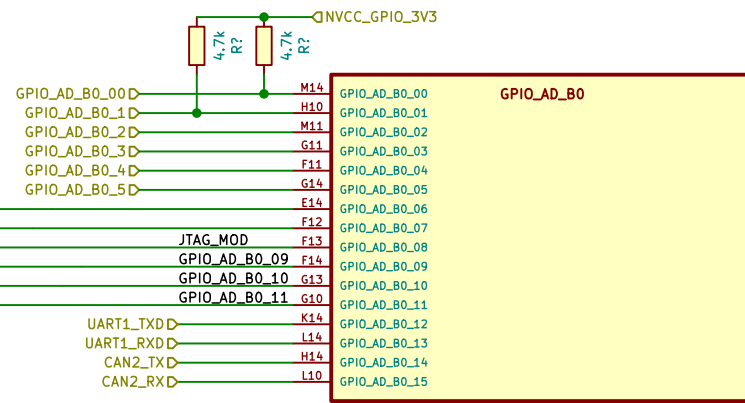 NVCC_GPIO_3V3
4.7k
R?
4.7k
R?
GPIO_AD_B0
GPIO_AD_B0_00 M14 GPIO_AD_B0_00
GPIO_AD_B0_1 H10 GPIO_AD_B0_01
GPIO_AD_B0_2 M11 GPIO_AD_B0_02
GPIO_AD_B0_3 G11 GPIO_AD_B0_03
GPIO_AD_B0_4 F11 GPIO_AD_B0_04
GPIO_AD_B0_5 G14 GPIO_AD_B0_05
E14 GPIO_AD_B0_06
F12 GPIO_AD_B0_07
JTAG_MOD F13 GPIO_AD_B0_08
GPIO_AD_B0_09 F14 GPIO_AD_B0_09
GPIO_AD_B0_10 G13 GPIO_AD_B0_10
GPIO_AD_B0_11 G10 GPIO_AD_B0_11
UART1_TXD K14 GPIO_AD_B0_12
UART1_RXD L14 GPIO_AD_B0_13
CAN2_TX H14 GPIO_AD_B0_14
CAN2_RX L10 GPIO_AD_B0_15